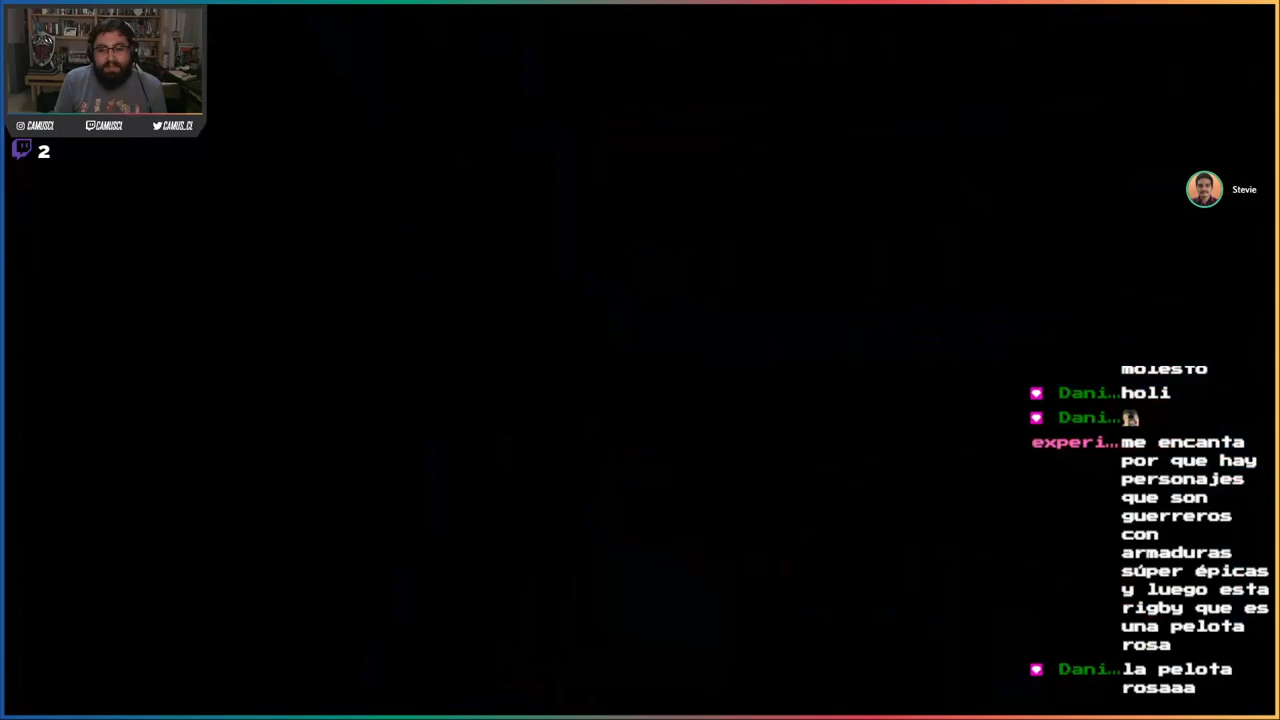 CAMUSCL
CAMUSCL
CAMUS_CL
2
Stevie
molesto
Dani… holi
Dani…
experi… me encanta
por que hay
personajes
que son
guerreros
con
armaduras
súper épicas
y luego esta
rigby que es
una pelota
rosa
Dani… la pelota
rosaaa